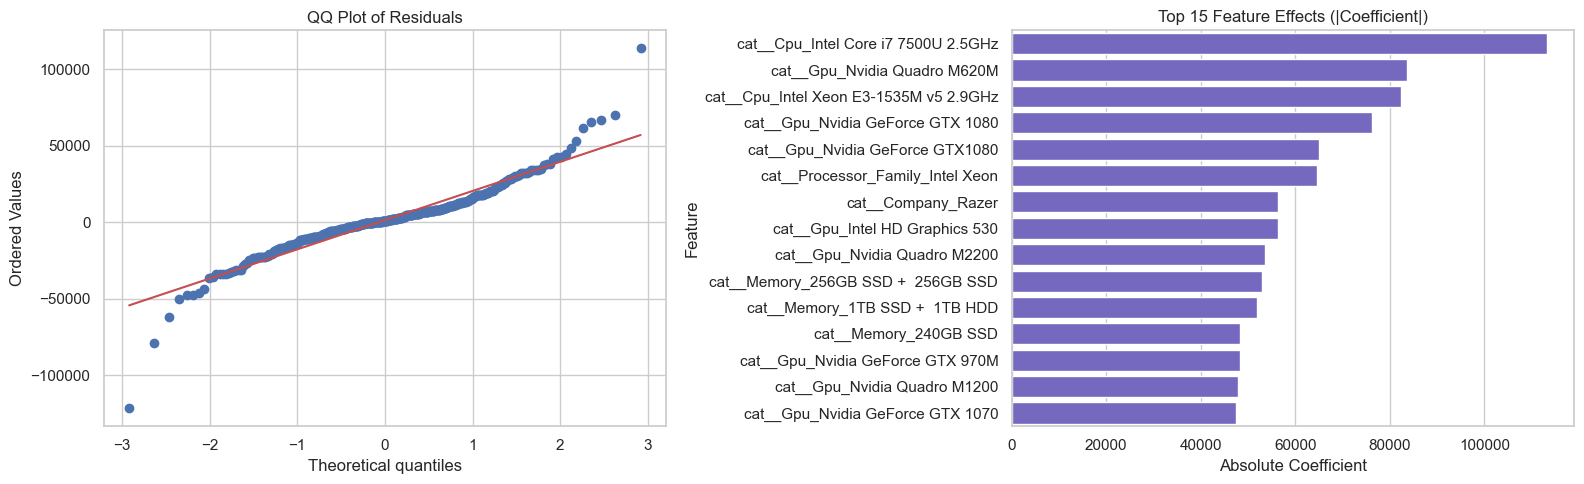 QQ Plot of Residuals
100000
50000
0
−50000
−100000
Ordered Values
−3
−2
−1
0
1
2
3
Theoretical quantiles
Top 15 Feature Effects (|Coefficient|)
Feature
cat__Cpu_Intel Core i7 7500U 2.5GHz
cat__Gpu_Nvidia Quadro M620M
cat__Cpu_Intel Xeon E3-1535M v5 2.9GHz
cat__Gpu_Nvidia GeForce GTX 1080
cat__Gpu_Nvidia GeForce GTX1080
cat__Processor_Family_Intel Xeon
cat__Company_Razer
cat__Gpu_Intel HD Graphics 530
cat__Gpu_Nvidia Quadro M2200
cat__Memory_256GB SSD +  256GB SSD
cat__Memory_1TB SSD +  1TB HDD
cat__Memory_240GB SSD
cat__Gpu_Nvidia GeForce GTX 970M
cat__Gpu_Nvidia Quadro M1200
cat__Gpu_Nvidia GeForce GTX 1070
0
20000
40000
60000
80000
100000
Absolute Coefficient